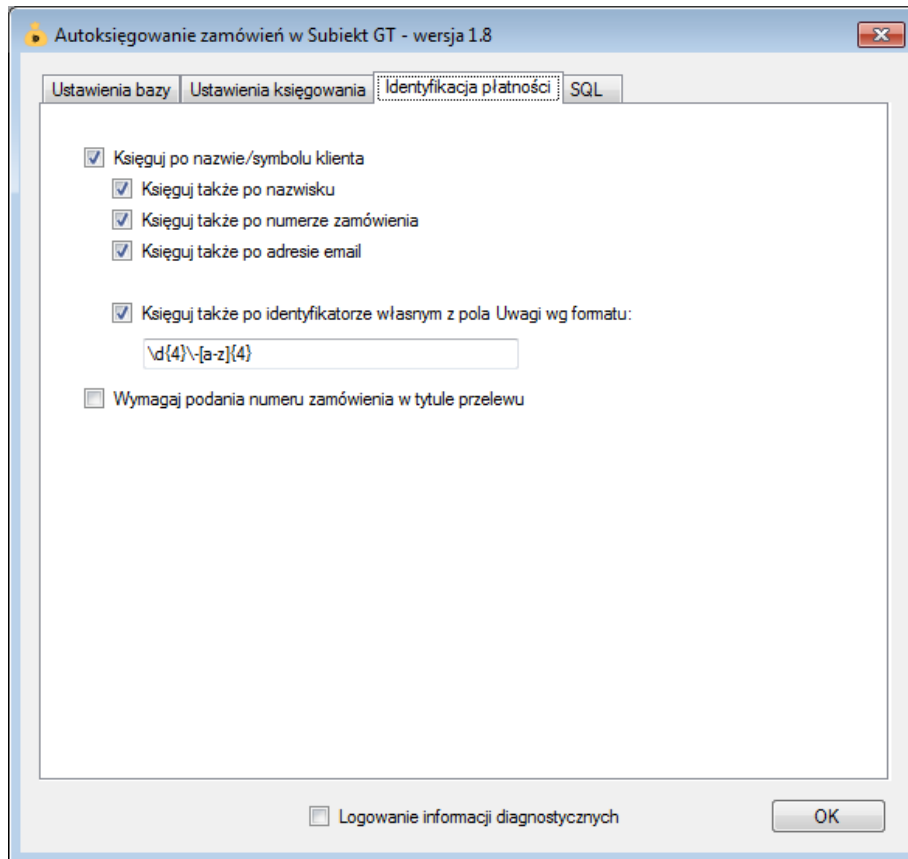 Autoksięgowanie zamówień w Subiekt GT - wersja 1.8
Ustawienia bazy Ustawienia księgowania Identyfikacja płatności SQL
Księguj po nazwie/symbolu klienta
Księguj także po nazwisku
Księguj także po numerze zamówienia
Księguj także po adresie email
Księguj także po identyfikatorze własnym z pola Uwagi wg formatu:
\d{4}\-[a-z]{4}
Wymagaj podania numeru zamówienia w tytule przelewu
Logowanie informacji diagnostycznych OK